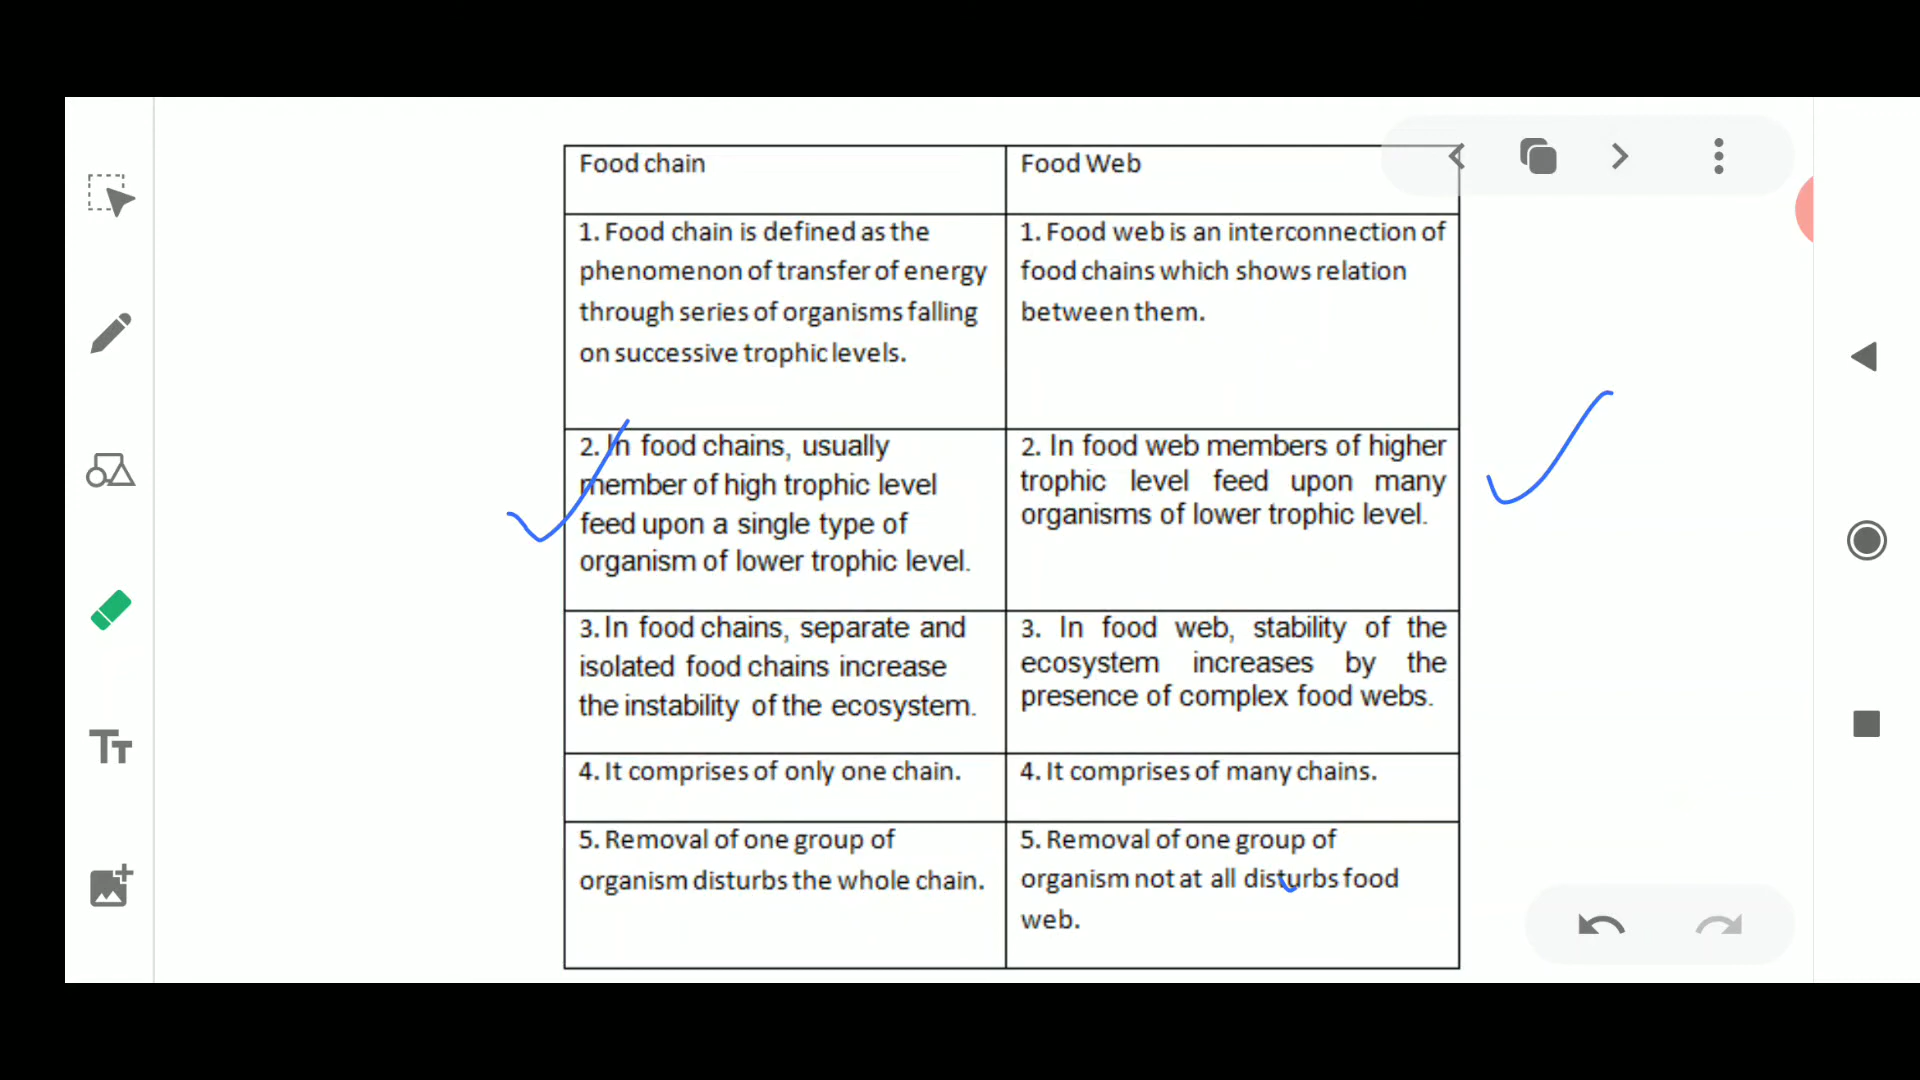 Food chain
Food Web
1. Food chain is defined as the
phenomenon of transfer of energy
through series of organisms falling
on successive trophic levels.
1. Food web is an interconnection of
food chains which shows relation
between them.
2. In food chains, usually
member of high trophic level
feed upon a single type of
organism of lower trophic level.
2. In food web members of higher
trophic level feed upon many
organisms of lower trophic level.
3. In food chains, separate and
isolated food chains increase
the instability of the ecosystem.
3. In food web, stability of the
ecosystem increases by the
presence of complex food webs.
4. It comprises of only one chain.
4. It comprises of many chains.
5. Removal of one group of
organism disturbs the whole chain.
5. Removal of one group of
organism not at all disturbs food
web.
TT